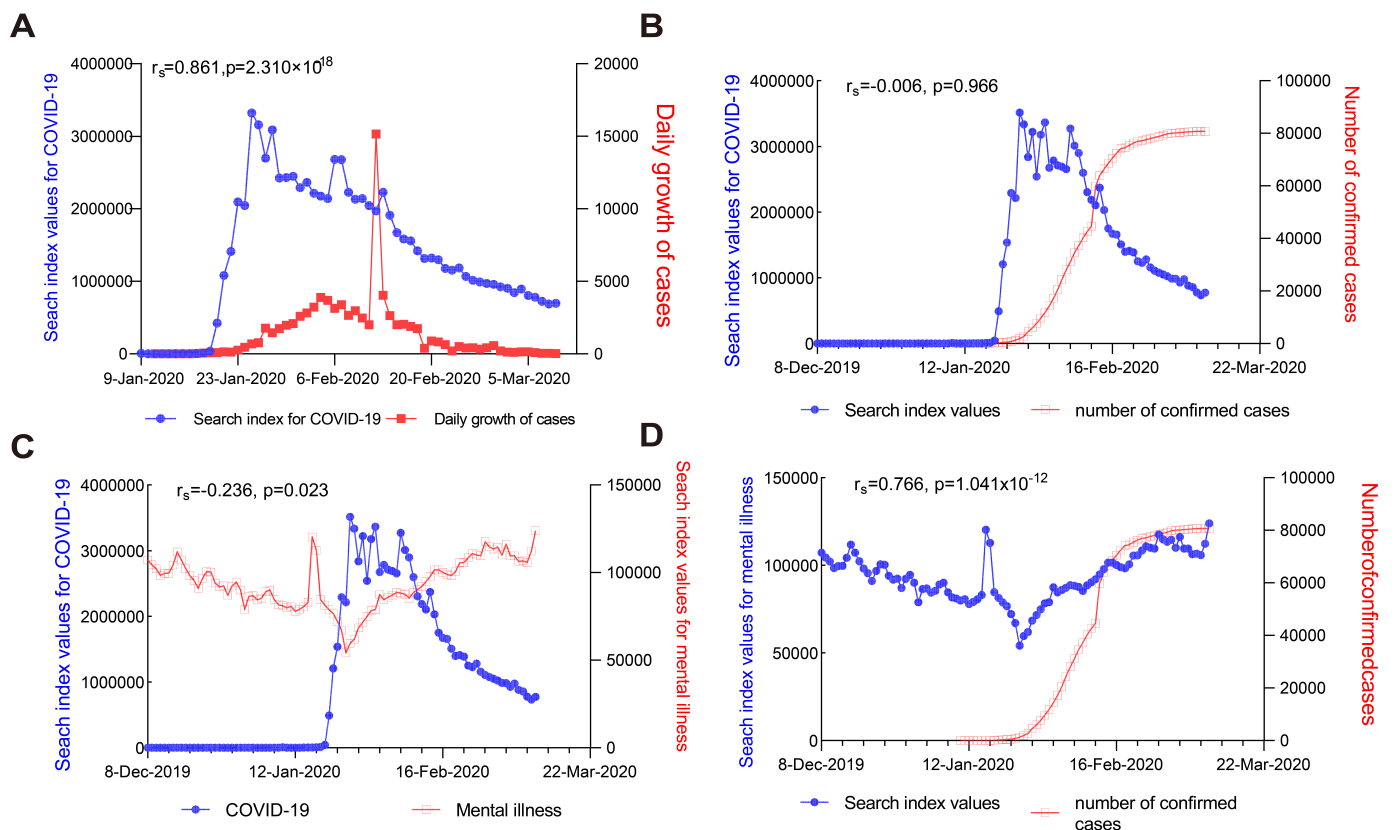 A
r_s=0.861,p=2.310×10^18
Seach index values for COVID-19
4000000
3000000
2000000
1000000
0
20000
15000
10000
5000
0
Daily growth of cases
9-Jan-2020 23-Jan-2020 6-Feb-2020 20-Feb-2020 5-Mar-2020
Search index for COVID-19 Daily growth of cases
B
r_s=-0.006, p=0.966
Seach index values for COVID-19
4000000
3000000
2000000
1000000
0
100000
80000
60000
40000
20000
0
Number of confirmed cases
8-Dec-2019 12-Jan-2020 16-Feb-2020 22-Mar-2020
Search index values number of confirmed cases
C
r_s=-0.236, p=0.023
Seach index values for COVID-19
4000000
3000000
2000000
1000000
0
150000
100000
50000
0
Seach index values for mental illness
8-Dec-2019 12-Jan-2020 16-Feb-2020 22-Mar-2020
COVID-19 Mental illness
D
r_s=0.766, p=1.041x10^-12
Seach index values for mental illness
150000
100000
50000
0
100000
80000
60000
40000
20000
0
Numberofconfirmedcases
8-Dec-2019 12-Jan-2020 16-Feb-2020 22-Mar-2020
Search index values number of confirmed
cases